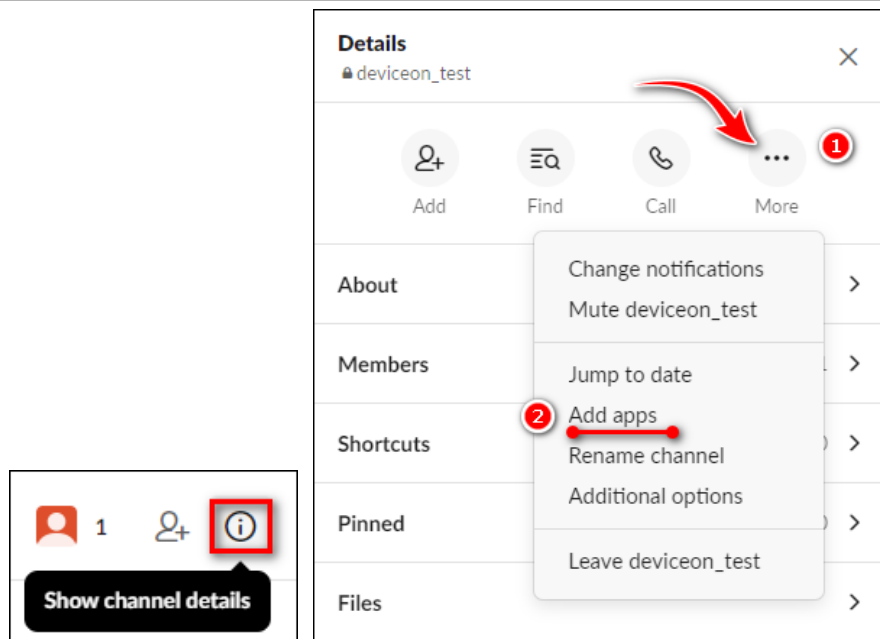 1
Show channel details
Details
deviceon_test
1
Add
Find
Call
More
About
Members
Shortcuts
Pinned
Files
Change notifications
Mute deviceon_test
Jump to date
2
Add apps
Rename channel
Additional options
Leave deviceon_test